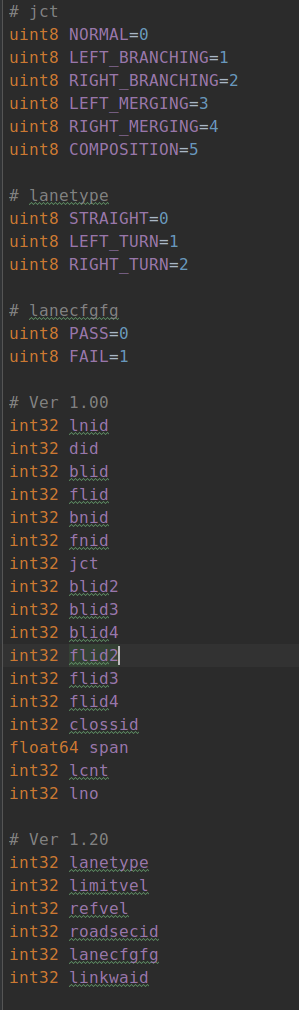 # jct
uint8 NORMAL=0
uint8 LEFT_BRANCHING=1
uint8 RIGHT_BRANCHING=2
uint8 LEFT_MERGING=3
uint8 RIGHT_MERGING=4
uint8 COMPOSITION=5

# lanetype
uint8 STRAIGHT=0
uint8 LEFT_TURN=1
uint8 RIGHT_TURN=2

# lanecfgfg
uint8 PASS=0
uint8 FAIL=1

# Ver 1.00
int32 lnid
int32 did
int32 blid
int32 flid
int32 bnid
int32 fnid
int32 jct
int32 blid2
int32 blid3
int32 blid4
int32 flid2
int32 flid3
int32 flid4
int32 clossid
float64 span
int32 lcnt
int32 lno

# Ver 1.20
int32 lanetype
int32 limitvel
int32 refvel
int32 roadsecid
int32 lanecfgfg
int32 linkwaid